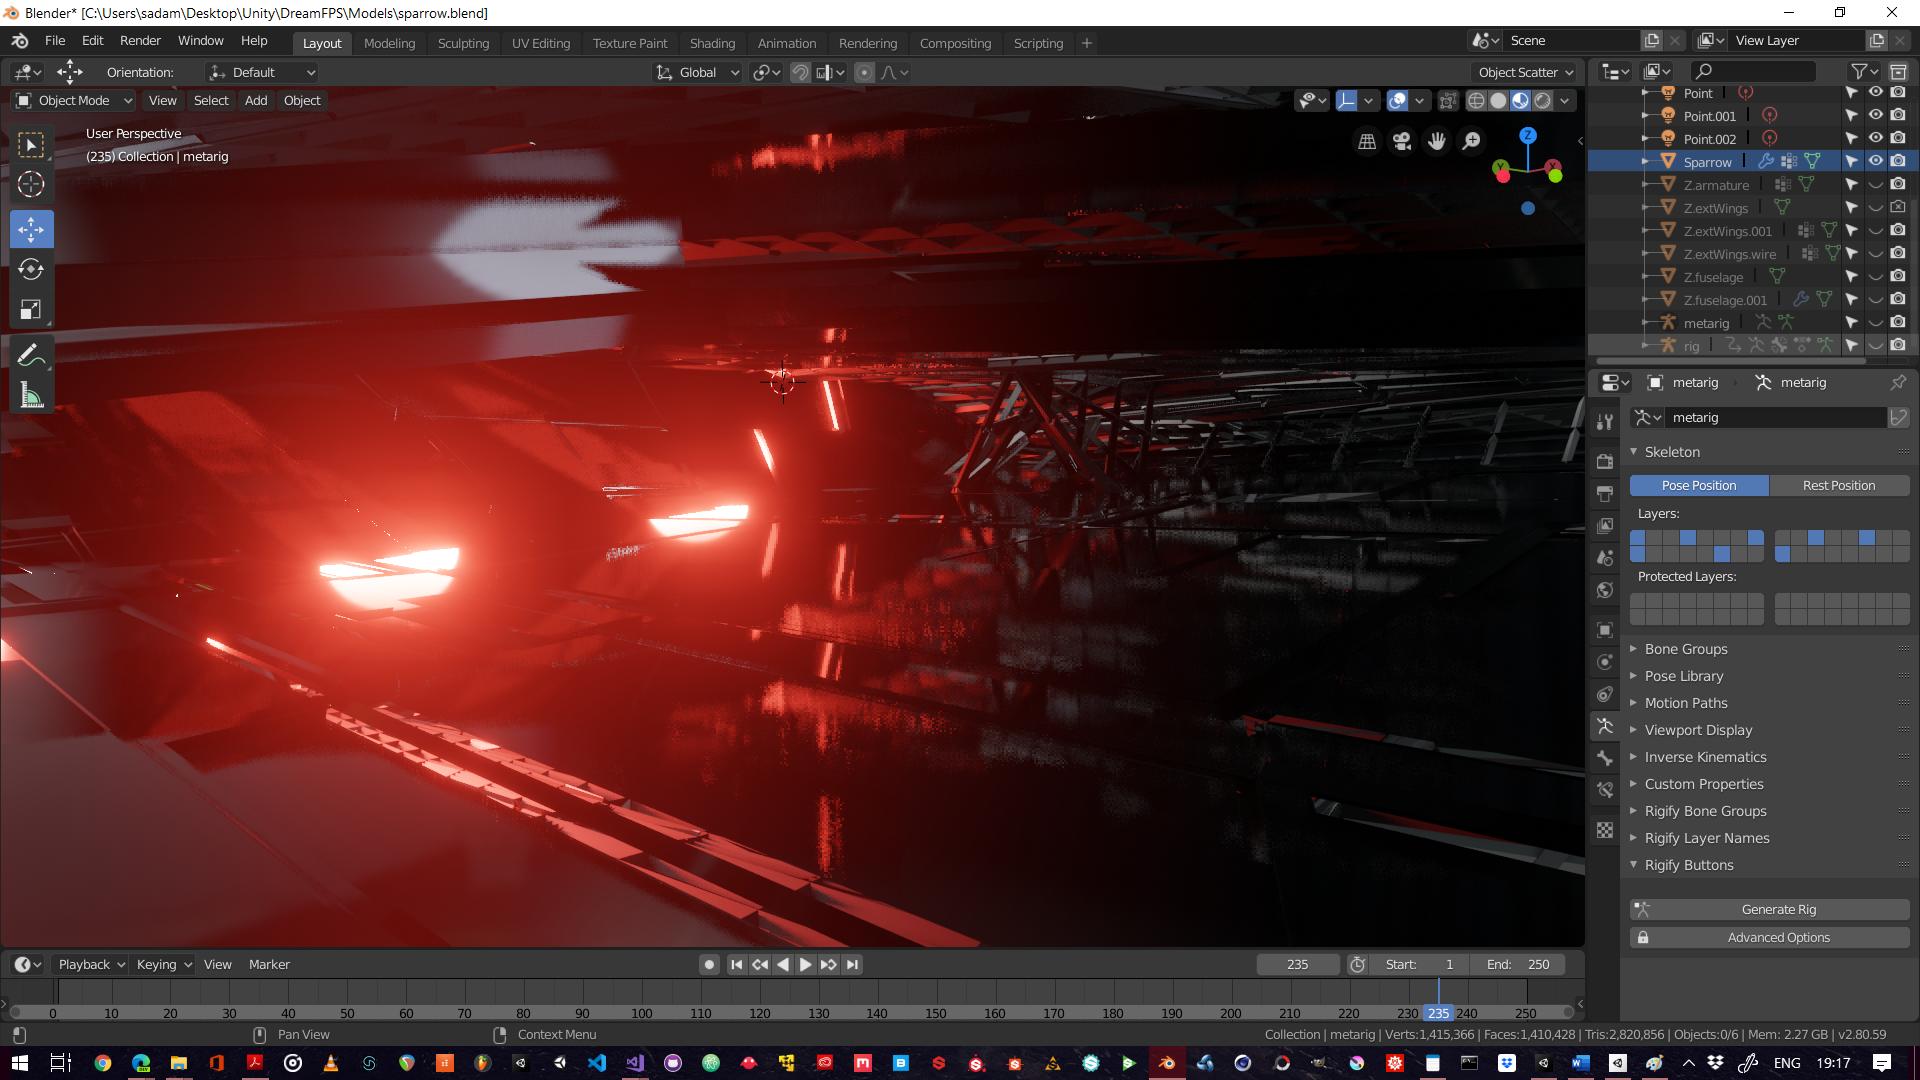 Blender* [C:\Users\sadam\Desktop\Unity\DreamFPS\Models\sparrow.blend]
File Edit Render Window Help Layout Modeling Sculpting UV Editing Texture Paint Shading Animation Rendering Compositing Scripting + Scene View Layer
Orientation: Default Global Object Scatter
Object Mode View Select Add Object
User Perspective
(235) Collection | metarig
Z
Y
X
Point
Point.001
Point.002
Sparrow
Z.armature
Z.extWings
Z.extWings.001
Z.extWings.wire
Z.fuselage
Z.fuselage.001
metarig
rig
metarig metarig
metarig
Skeleton
Pose Position Rest Position
Layers:
Protected Layers:
Bone Groups
Pose Library
Motion Paths
Viewport Display
Inverse Kinematics
Custom Properties
Rigify Bone Groups
Rigify Layer Names
Rigify Buttons
Generate Rig
Advanced Options
Playback Keying View Marker 235 Start: 1 End: 250
0 10 20 30 40 50 60 70 80 90 100 110 120 130 140 150 160 170 180 190 200 210 220 230 235 240 250
Pan View Context Menu Collection | metarig | Verts:1,415,366 | Faces:1,410,428 | Tris:2,820,856 | Objects:0/6 | Mem: 2.27 GB | v2.80.59
ENG 19:17